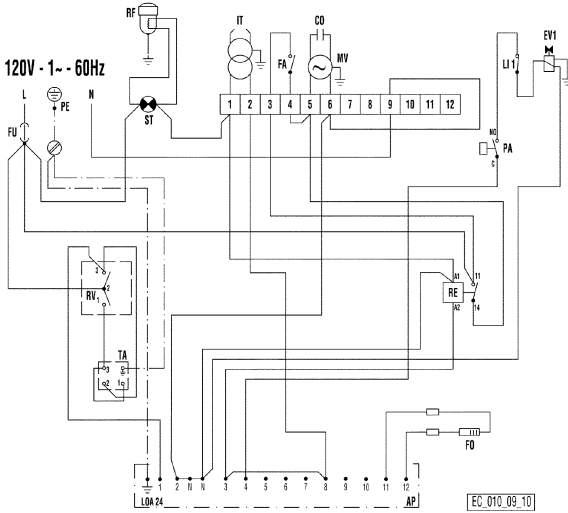 RF
IT
CO
EV1
120V - 1~ - 60Hz
FA
MV
LI 1
L
PE
N
ST
1 2 3 4 5 6 7 8 9 10 11 12
FU
NO
PA
C
3
2
RV
1
A1
11
RE
A2
14
TA
3
2 1
FO
1 2 N N 3 4 5 6 7 8 9 10 11 12
LOA 24
AP
EC_010_09_10